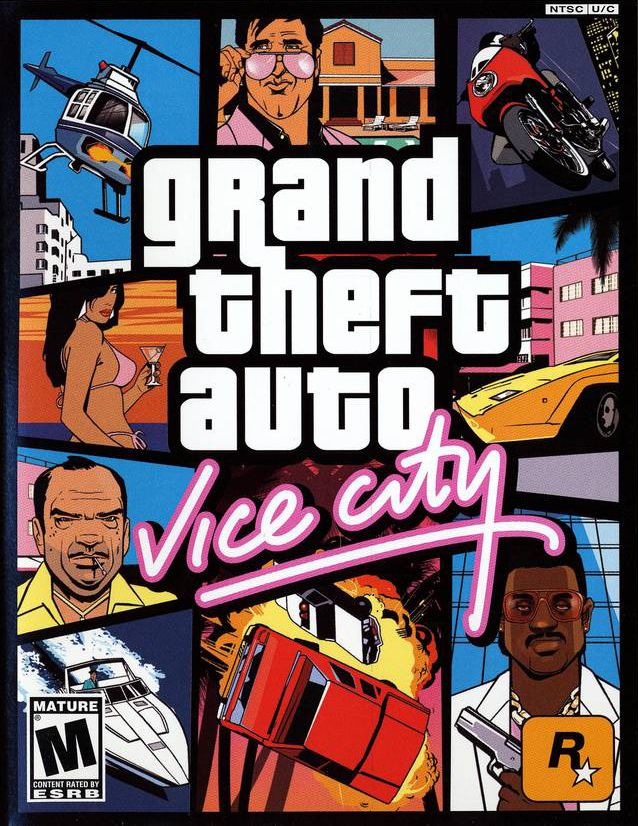 NTSC U/C
grand
theft
auto
Vice City
MATURE
M
®
CONTENT RATED BY
ESRB
R